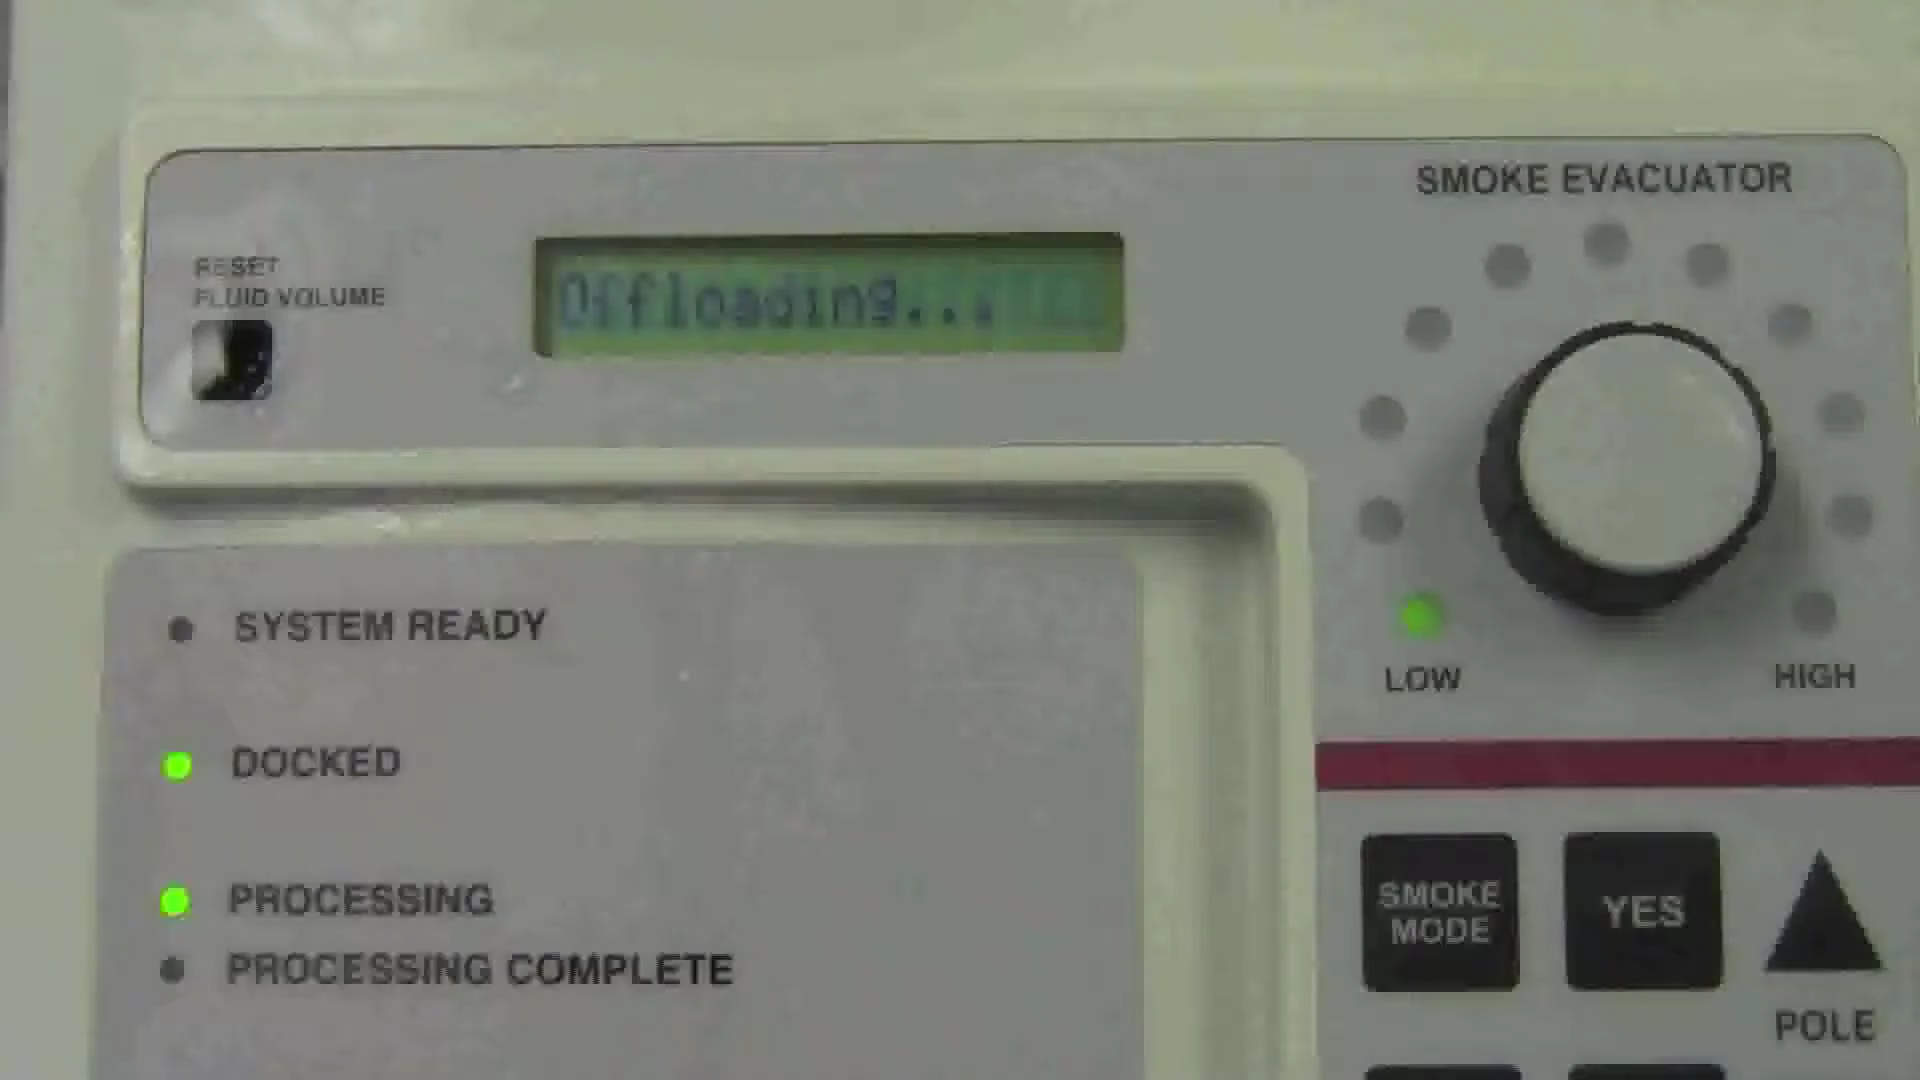 SMOKE EVACUATOR
RESET
FLUID VOLUME
Offloading...
LOW
HIGH
SYSTEM READY
DOCKED
PROCESSING
PROCESSING COMPLETE
SMOKE
MODE
YES
POLE